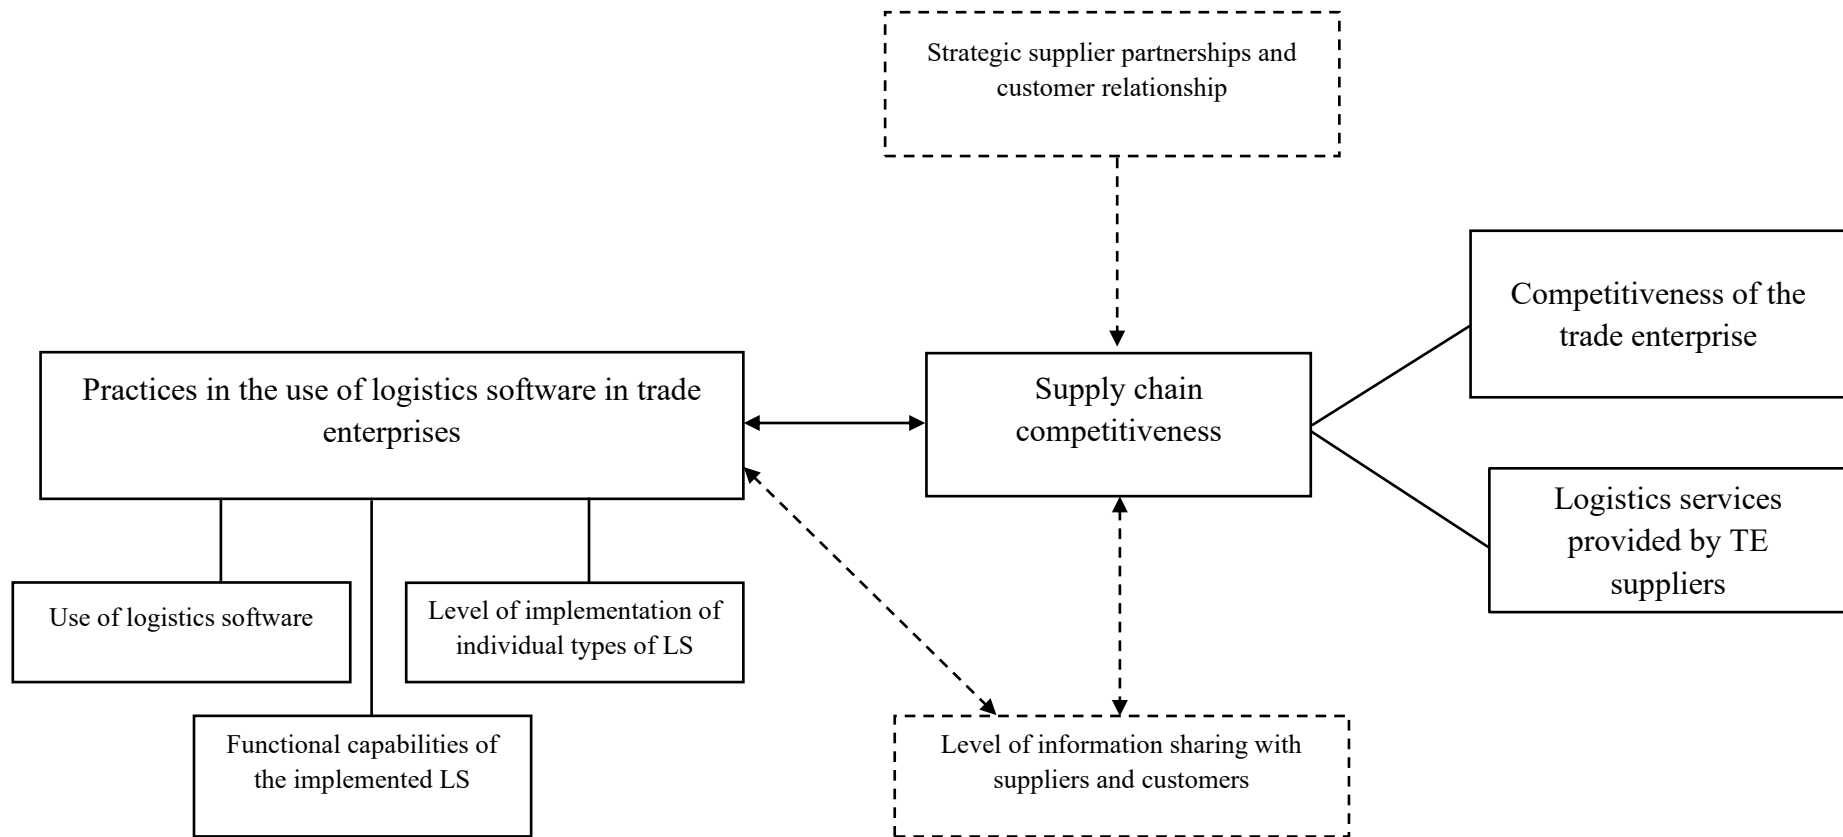 Strategic supplier partnerships and
customer relationship
Competitiveness of the
trade enterprise
Practices in the use of logistics software in trade
enterprises
Supply chain
competitiveness
Logistics services
provided by TE
suppliers
Use of logistics software
Level of implementation of
individual types of LS
Functional capabilities of
the implemented LS
Level of information sharing with
suppliers and customers